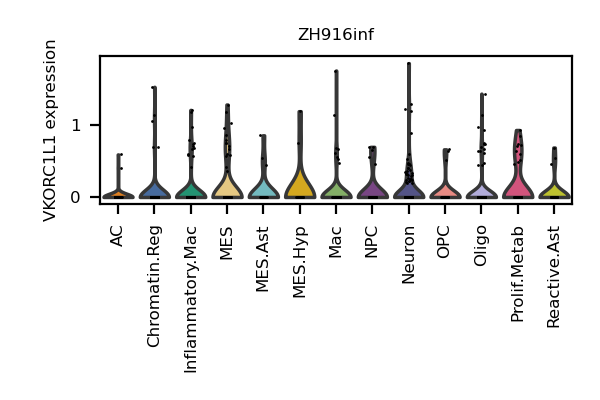 ZH916inf
VKORC1L1 expression
1
0
AC
Chromatin.Reg
Inflammatory.Mac
MES
MES.Ast
MES.Hyp
Mac
NPC
Neuron
OPC
Oligo
Prolif.Metab
Reactive.Ast